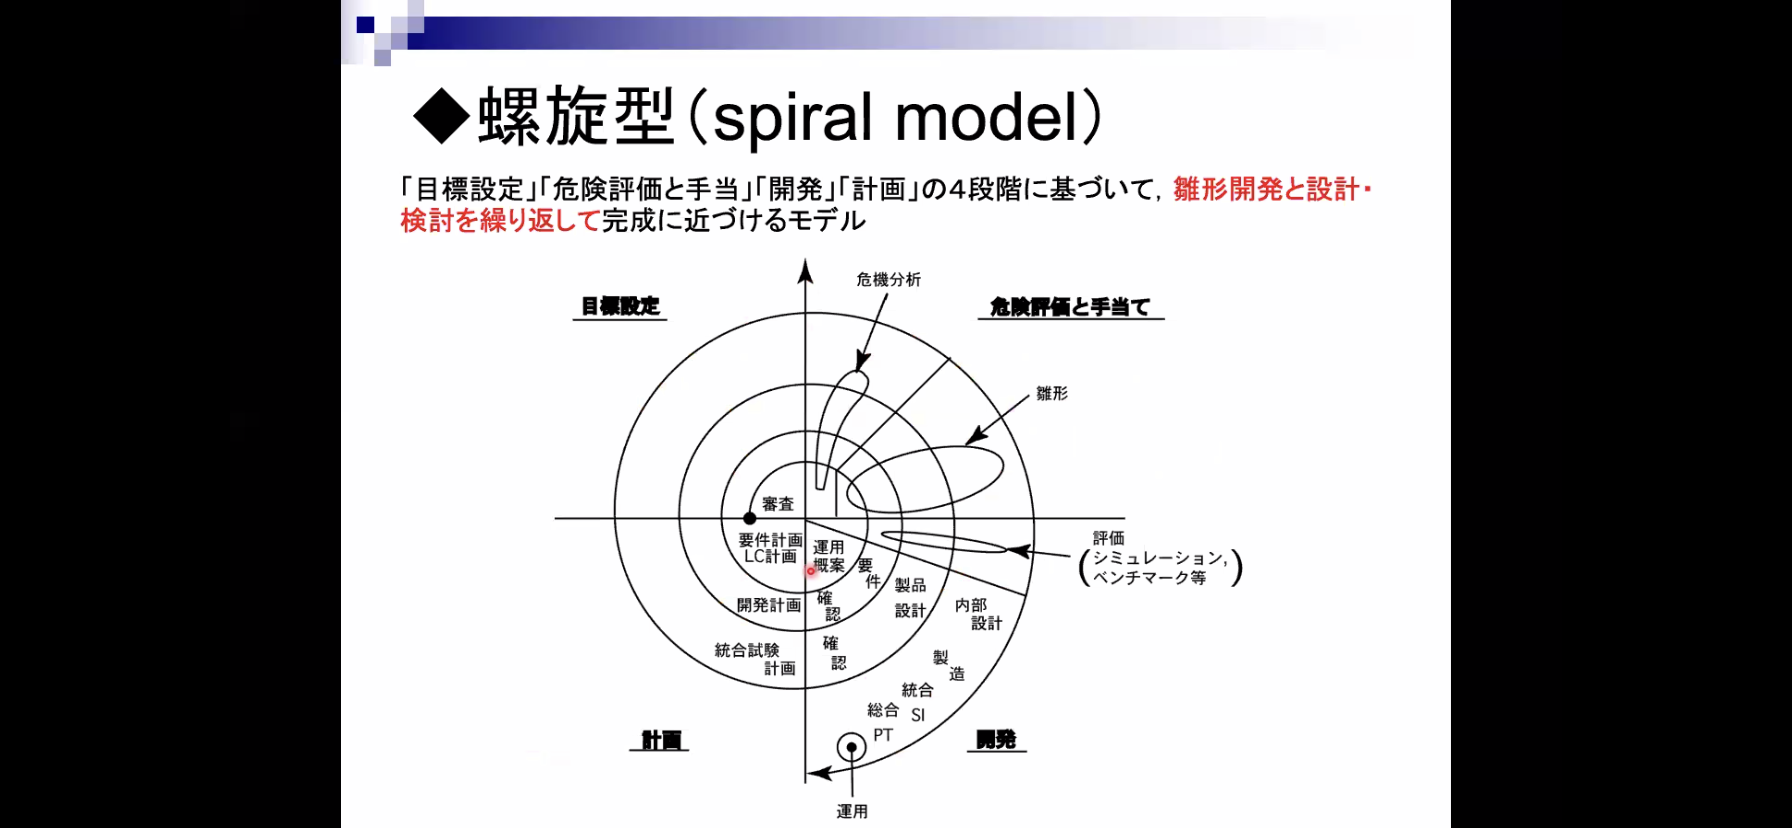 ◆螺旋型（spiral model）
「目標設定」「危険評価と手当」「開発」「計画」の４段階に基づいて，雛形開発と設計・
検討を繰り返して完成に近づけるモデル
危機分析
目標設定
危険評価と手当て
雛形
審査
要件計画
LC計画
運用
概案
要
件
評価
(シミュレーション,
ベンチマーク等)
開発計画
確
認
製品
設計
内部
設計
統合試験
計画
確
認
製
造
統合
SI
総合
PT
計画
開発
運用